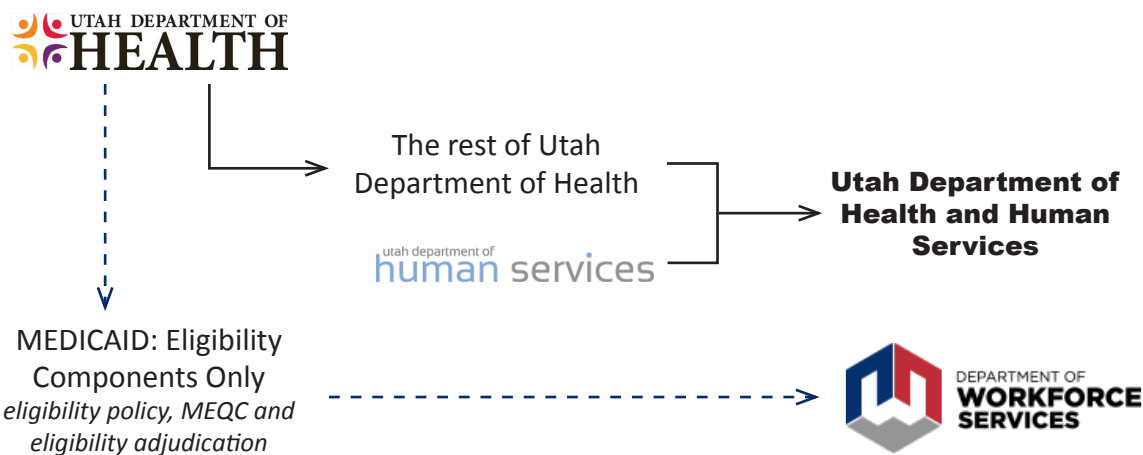 UTAH DEPARTMENT OF
HEALTH
The rest of Utah
Department of Health
utah department of
human services
Utah Department of
Health and Human
Services
MEDICAID: Eligibility
Components Only
eligibility policy, MEQC and
eligibility adjudication
DEPARTMENT OF
WORKFORCE
SERVICES